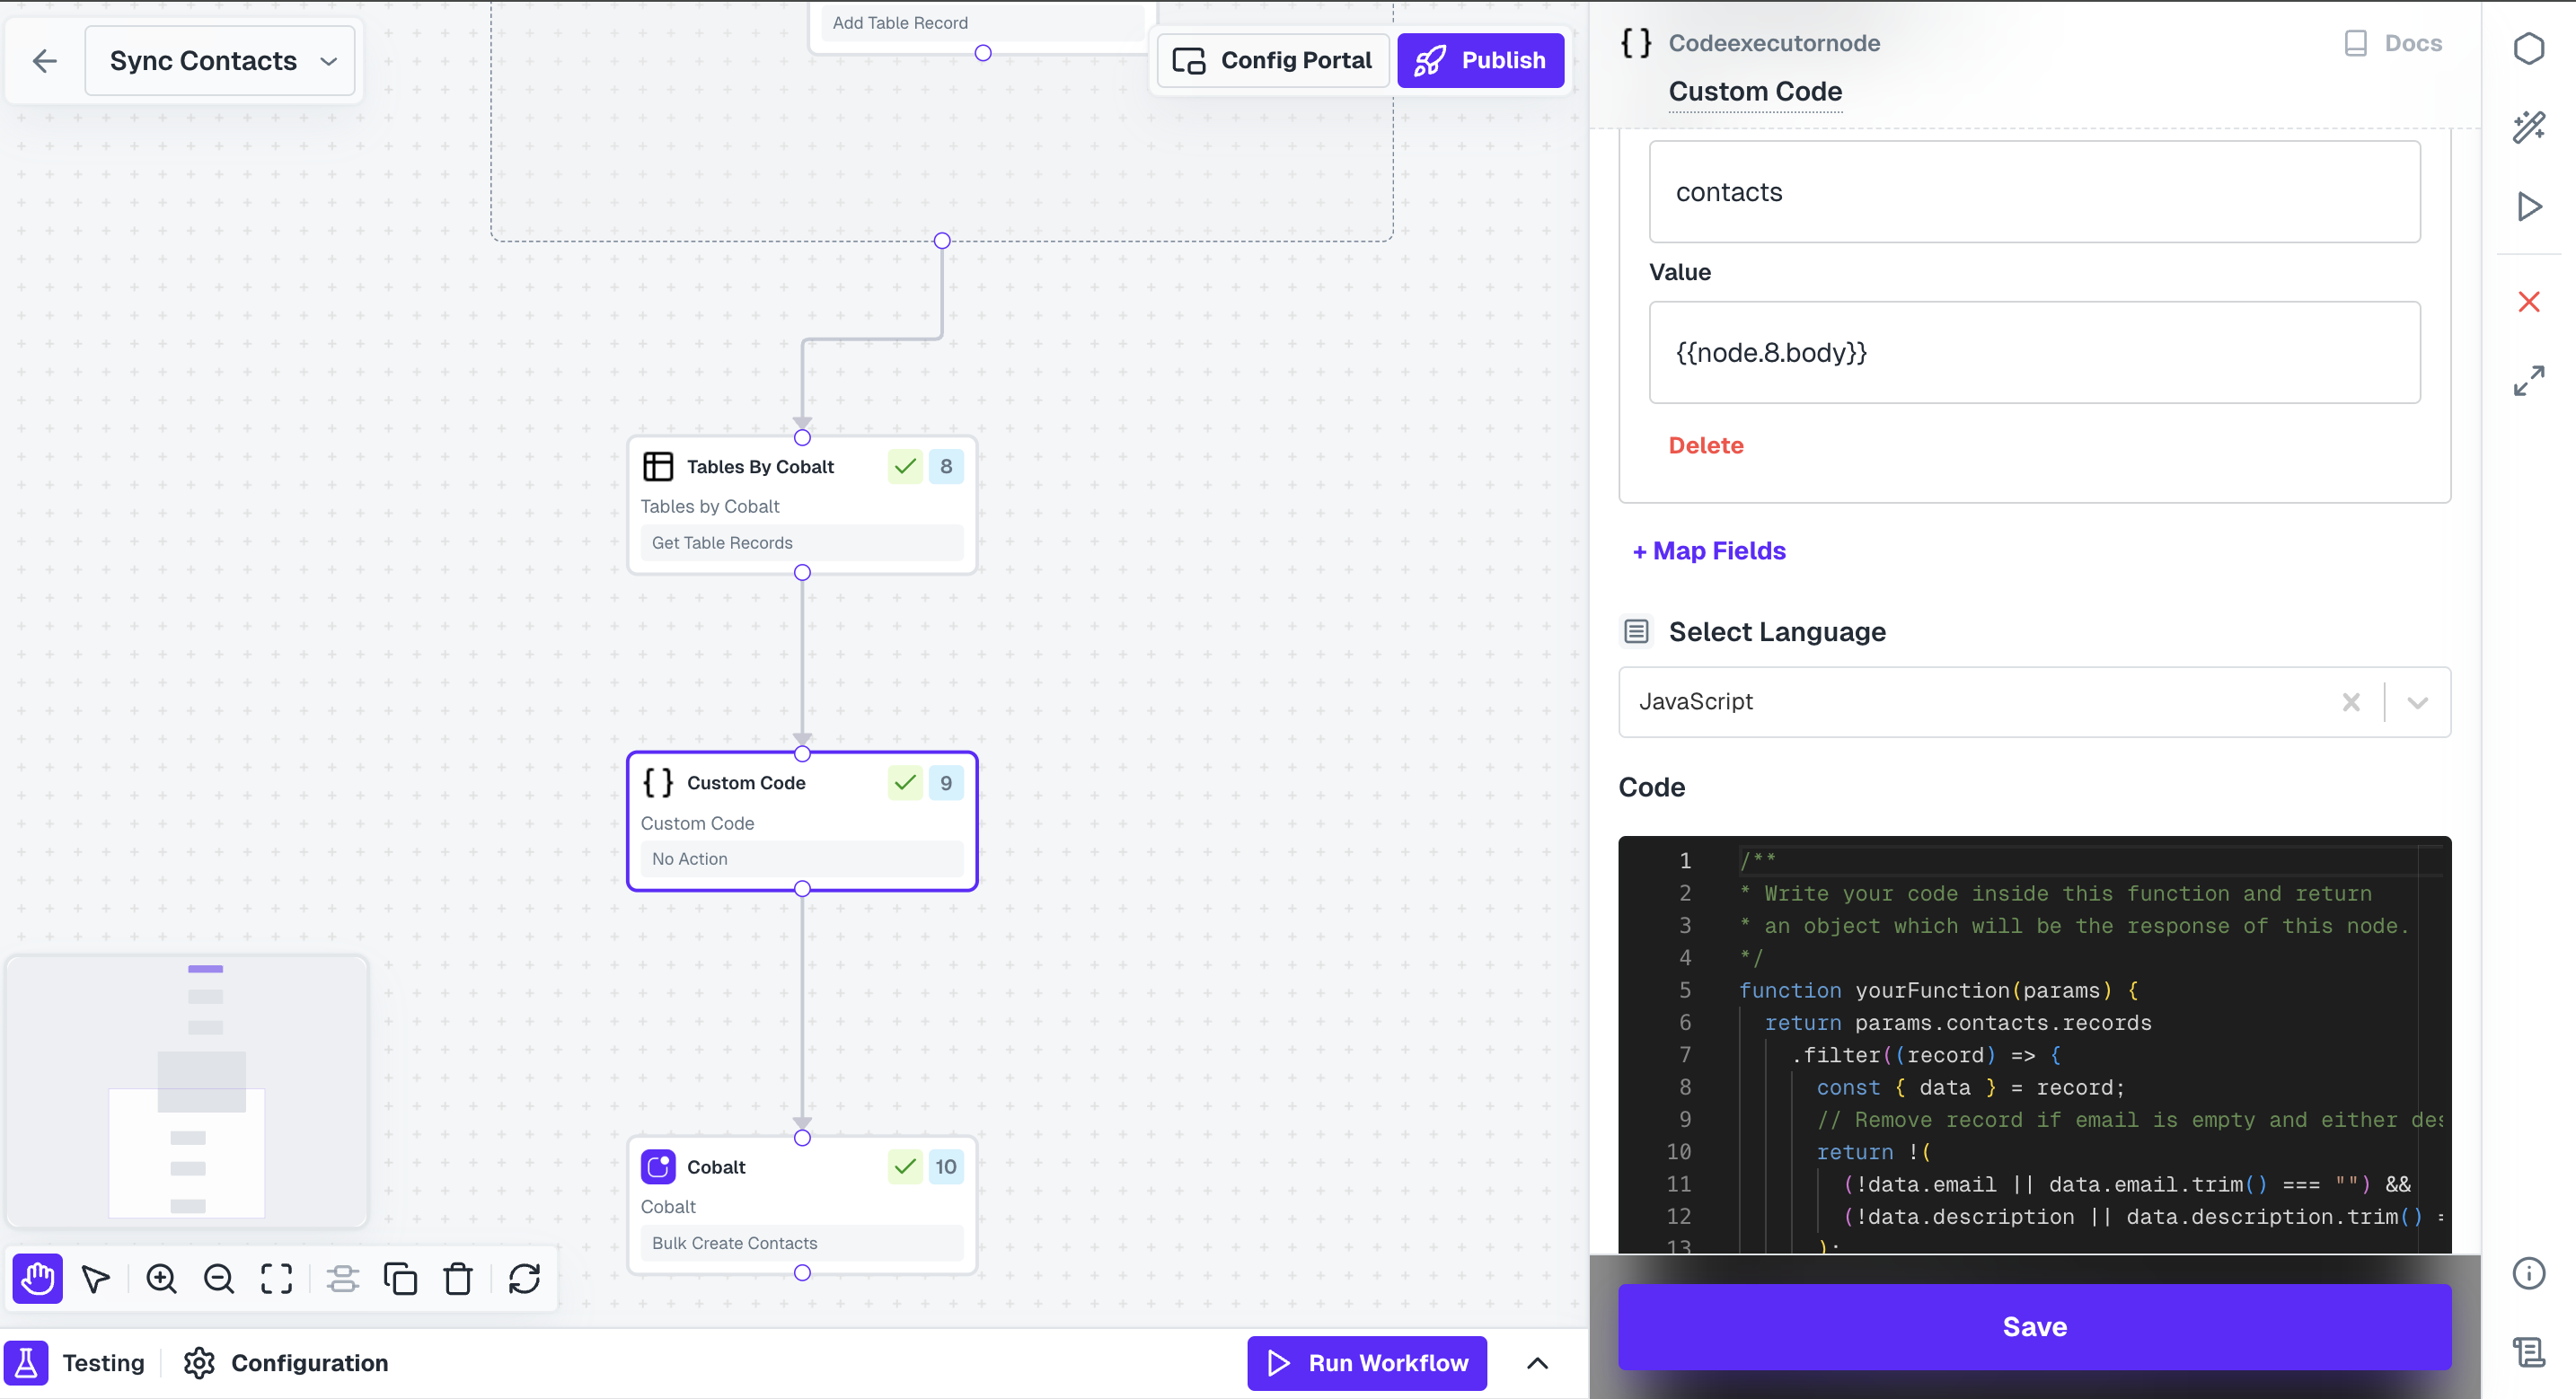 Sync Contacts
Add Table Record
Config Portal
Publish
Tables By Cobalt
8
Tables by Cobalt
Get Table Records
{ } Custom Code
9
Custom Code
No Action
Cobalt
10
Cobalt
Bulk Create Contacts
Testing
Configuration
Run Workflow
{ } Codeexecutornode
Docs
Custom Code
contacts
Value
{{node.8.body}}
Delete
+ Map Fields
Select Language
JavaScript
Code
1 /**
2 * Write your code inside this function and return
3 * an object which will be the response of this node.
4 */
5 function yourFunction(params) {
6 return params.contacts.records
7 .filter((record) => {
8 const { data } = record;
9 // Remove record if email is empty and either des
10 return !(
11 (!data.email || data.email.trim() === "") &&
12 (!data.description || data.description.trim() =
13 );
Save